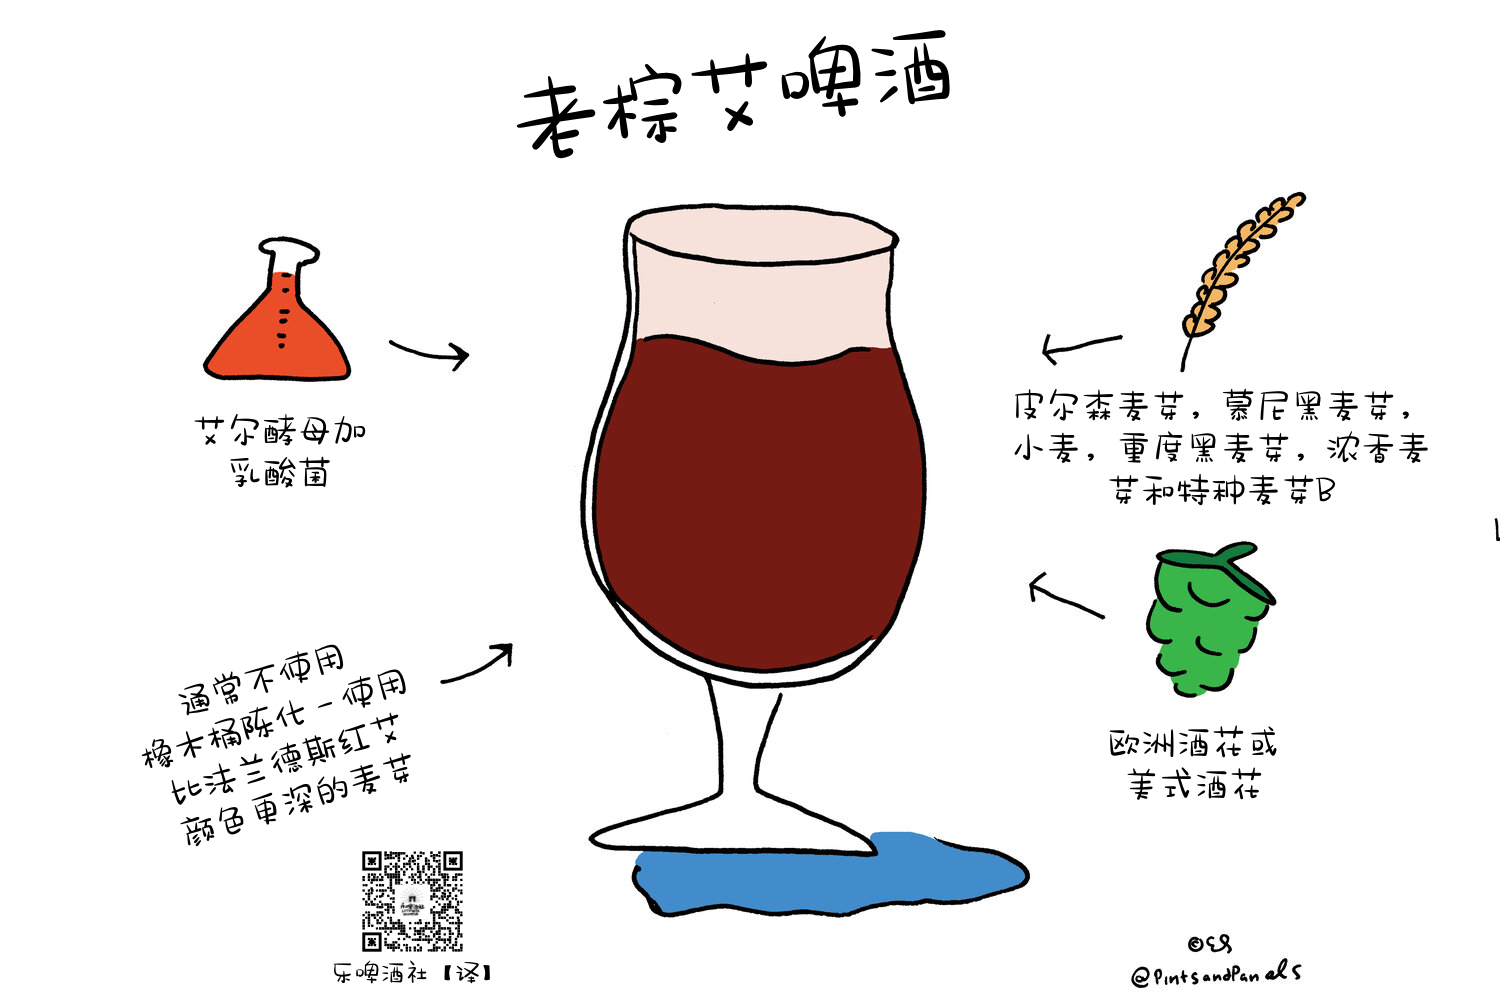 老棕艾啤酒
艾尔酵母加
乳酸菌
皮尔森麦芽，慕尼黑麦芽，
小麦，重度黑麦芽，浓香麦
芽和特种麦芽B
通常不使用
橡木桶陈化-使用
比法兰德斯红艾
颜色更深的麦芽
欧洲酒花或
美式酒花
乐啤酒社【译】
@PintsandPanels